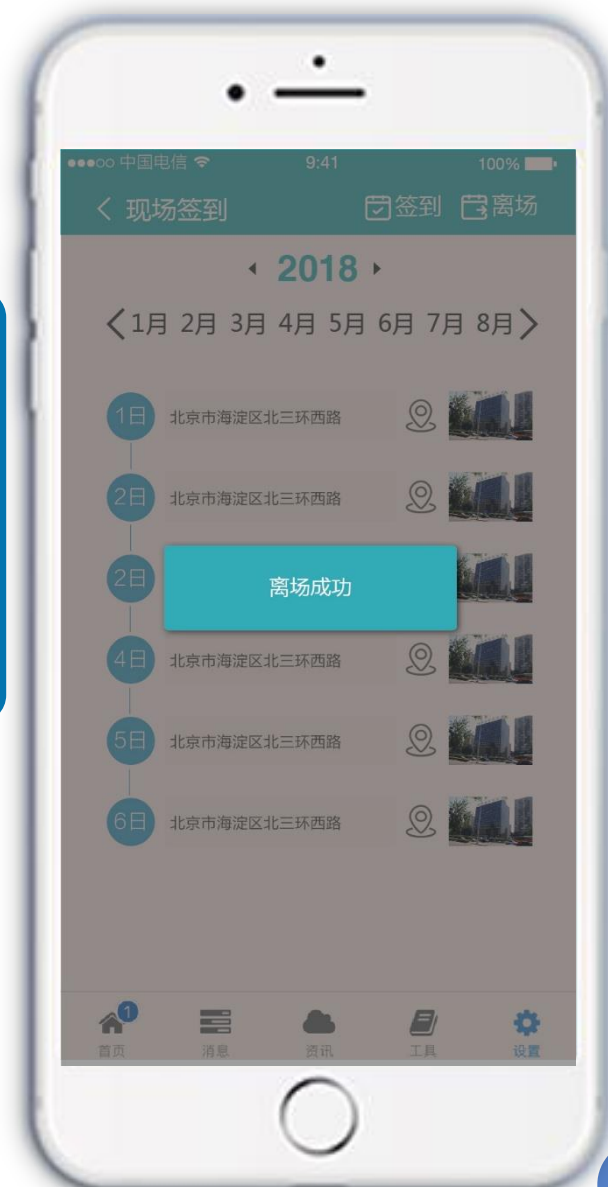 中国电信 9:41 100%
现场签到 签到 离场
2018
1月 2月 3月 4月 5月 6月 7月 8月
1日 北京市海淀区北三环西路
2日 北京市海淀区北三环西路
2日 离场成功
4日 北京市海淀区北三环西路
5日 北京市海淀区北三环西路
6日 北京市海淀区北三环西路
1
首页 消息 资讯 工具 设置